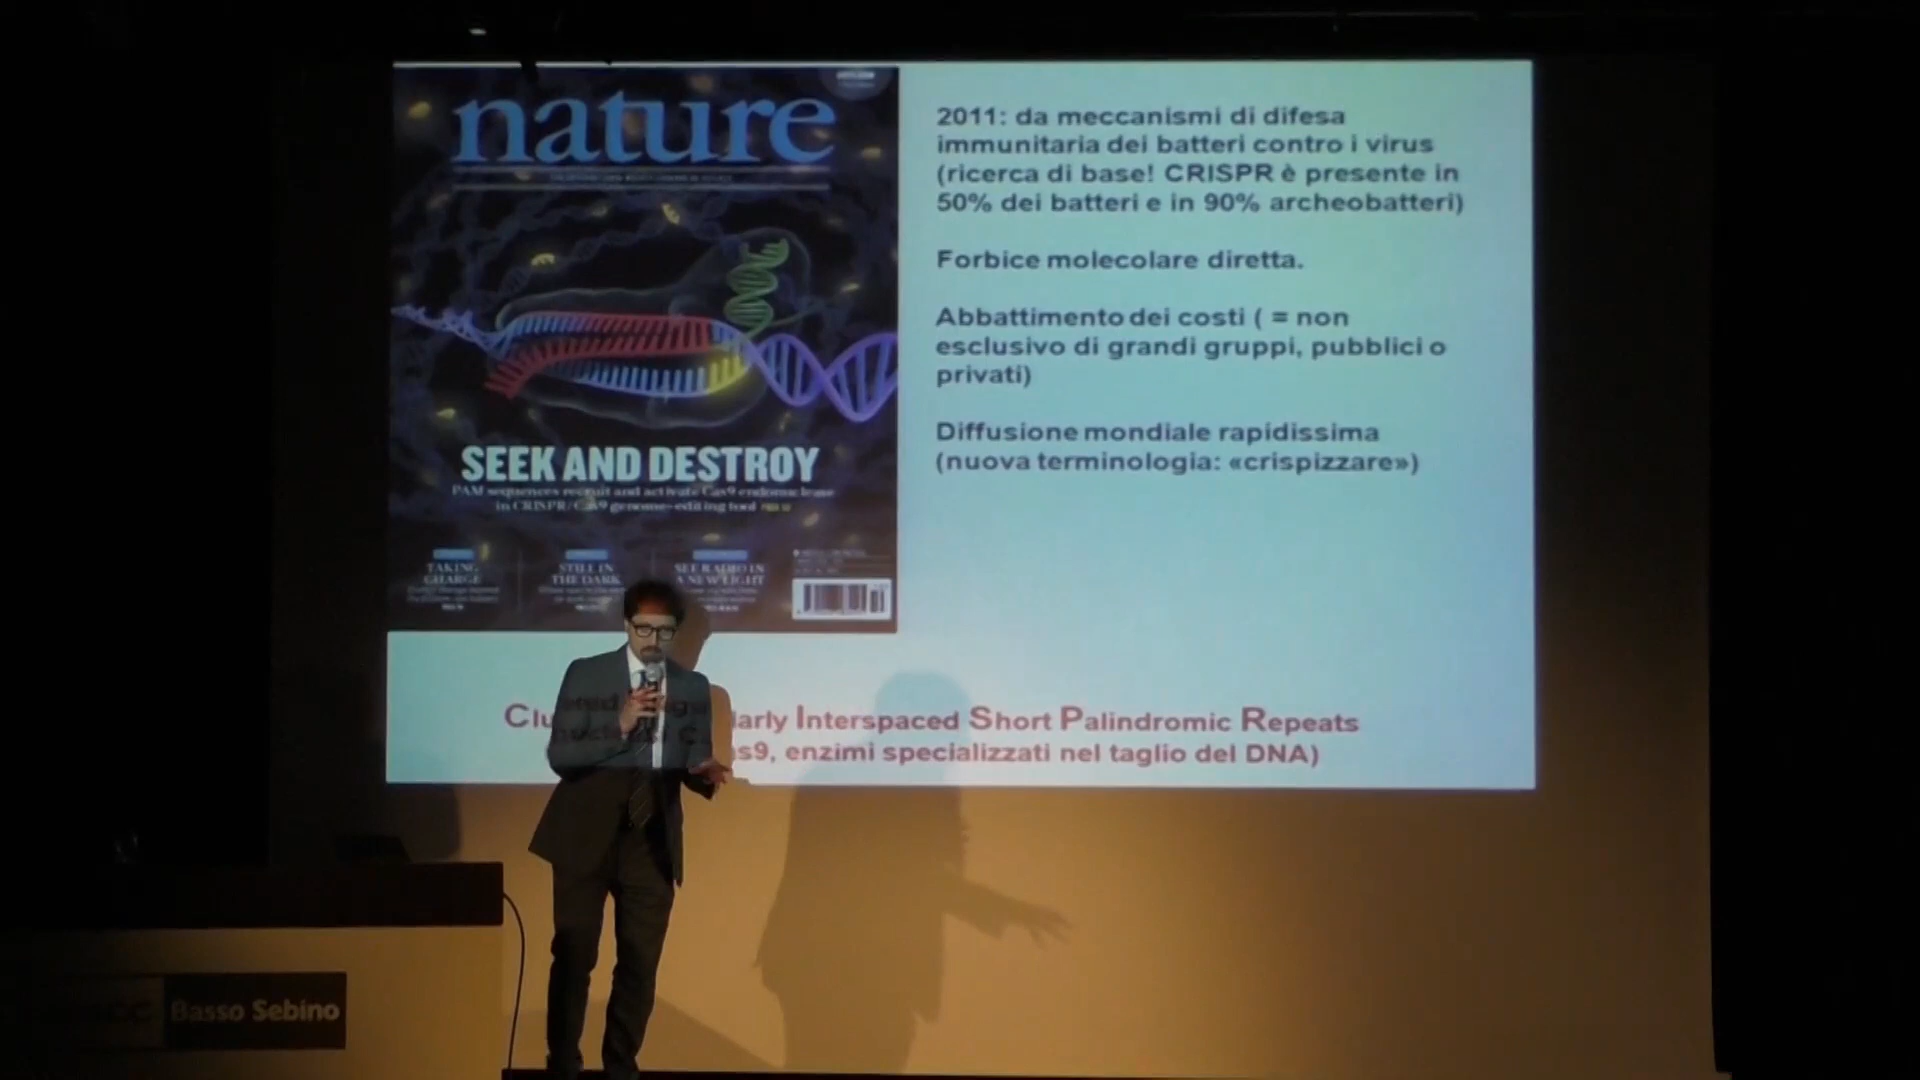 nature
SEEK AND DESTROY
PAM sequences recruit and activate Cas9 endonuclease
in CRISPR/Cas9 genome-editing tool
TAKING
CHARGE
STILL IN
THE DARK
SEE RADIO IN
A NEW LIGHT
2011: da meccanismi di difesa
immunitaria dei batteri contro i virus
(ricerca di base! CRISPR è presente in
50% dei batteri e in 90% archeobatteri)
Forbice molecolare diretta.
Abbattimento dei costi ( = non
esclusivo di grandi gruppi, pubblici o
privati)
Diffusione mondiale rapidissima
(nuova terminologia: «crispizzare»)
Clu larly Interspaced Short Palindromic Repeats
s9, enzimi specializzati nel taglio del DNA)
Basso Sebino